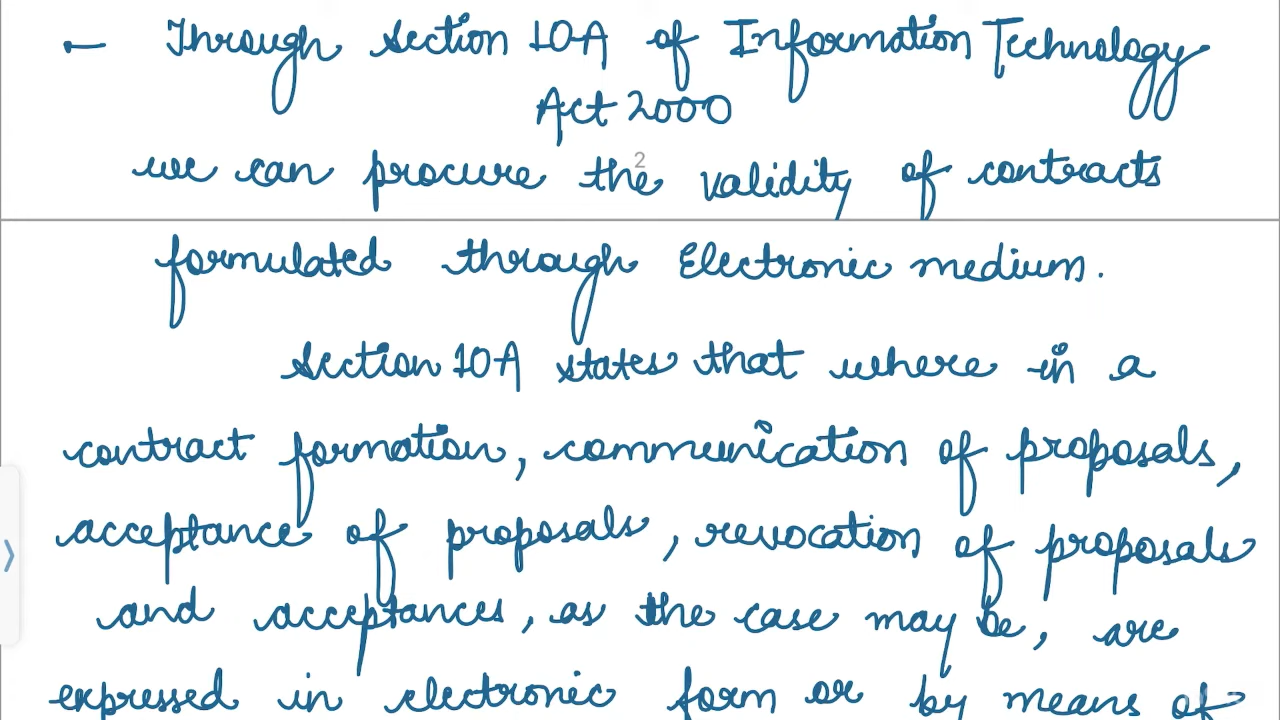 - Through Section 10A of Information Technology
Act 2000
2
we can procure the validity of contracts
formulated through Electronic medium.
Section 10A states that where in a
contract formation, communication of proposals,
acceptance of proposals, revocation of proposals
and acceptances, as the case may be, are
expressed in electronic form or by means of